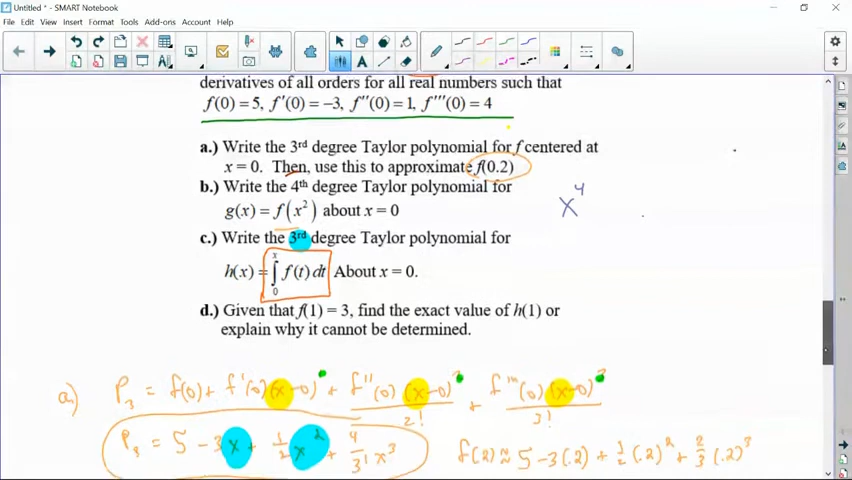 Untitled * - SMART Notebook
File Edit View Insert Format Tools Add-ons Account Help
derivatives of all orders for all real numbers such that
f(0) = 5, f'(0) = −3, f''(0) = 1, f'''(0) = 4
a.) Write the 3rd degree Taylor polynomial for f centered at
x = 0. Then, use this to approximate f(0.2)
b.) Write the 4th degree Taylor polynomial for
g(x) = f(x²) about x = 0
x⁴
c.) Write the 3rd degree Taylor polynomial for
h(x) = ∫₀ˣ f(t) dt About x = 0.
d.) Given that f(1) = 3, find the exact value of h(1) or
explain why it cannot be determined.
a) P₃ = f(0) + f'(0)(x−0) + f''(0)(x−0)²/2! + f'''(0)(x−0)³/3!
P₃ = 5 − 3x + 1/2 x² + 4/3! x³ f(.2) ≈ 5 − 3(.2) + 1/2 (.2)² + 2/3 (.2)³